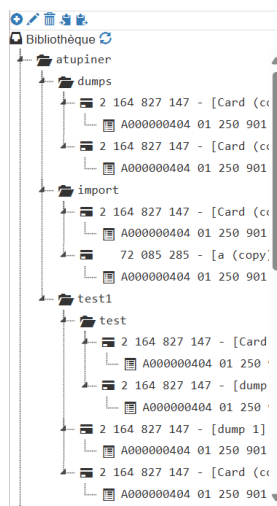 Bibliothèque
atupiner
dumps
2 164 827 147 - [Card (co
A000000404 01 250 901
2 164 827 147 - [Card (co
A000000404 01 250 901
import
2 164 827 147 - [Card (co
A000000404 01 250 901
72 085 285 - [a (copy)
A000000404 01 250 901
test1
test
2 164 827 147 - [Card
A000000404 01 250
2 164 827 147 - [dump
A000000404 01 250
2 164 827 147 - [dump 1]
A000000404 01 250 901
2 164 827 147 - [Card (co
A000000404 01 250 901